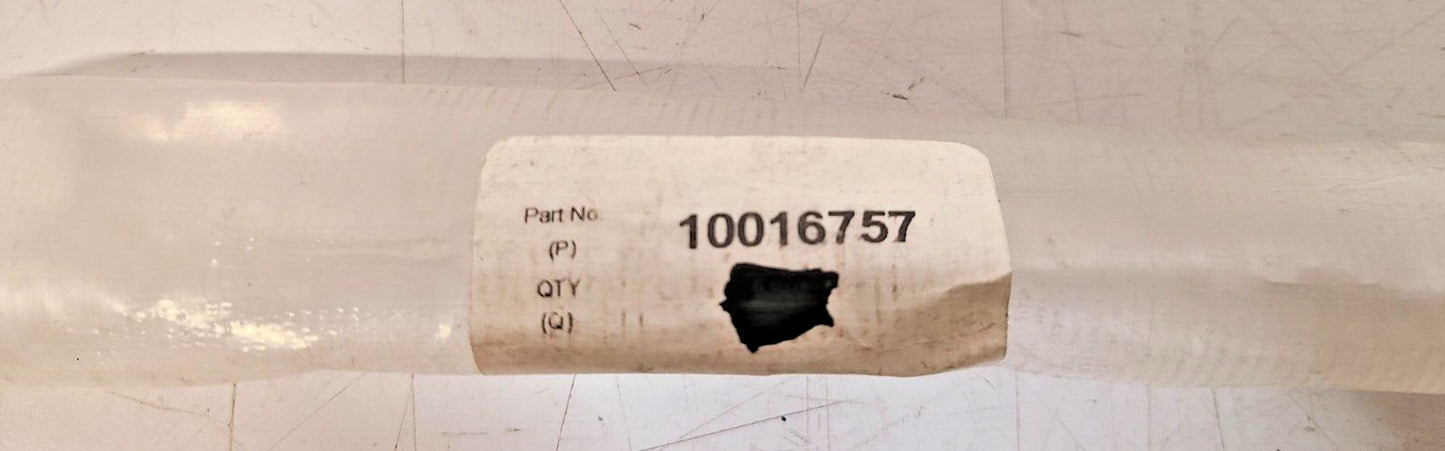 Part No. 10016757
(P)
QTY
(Q)